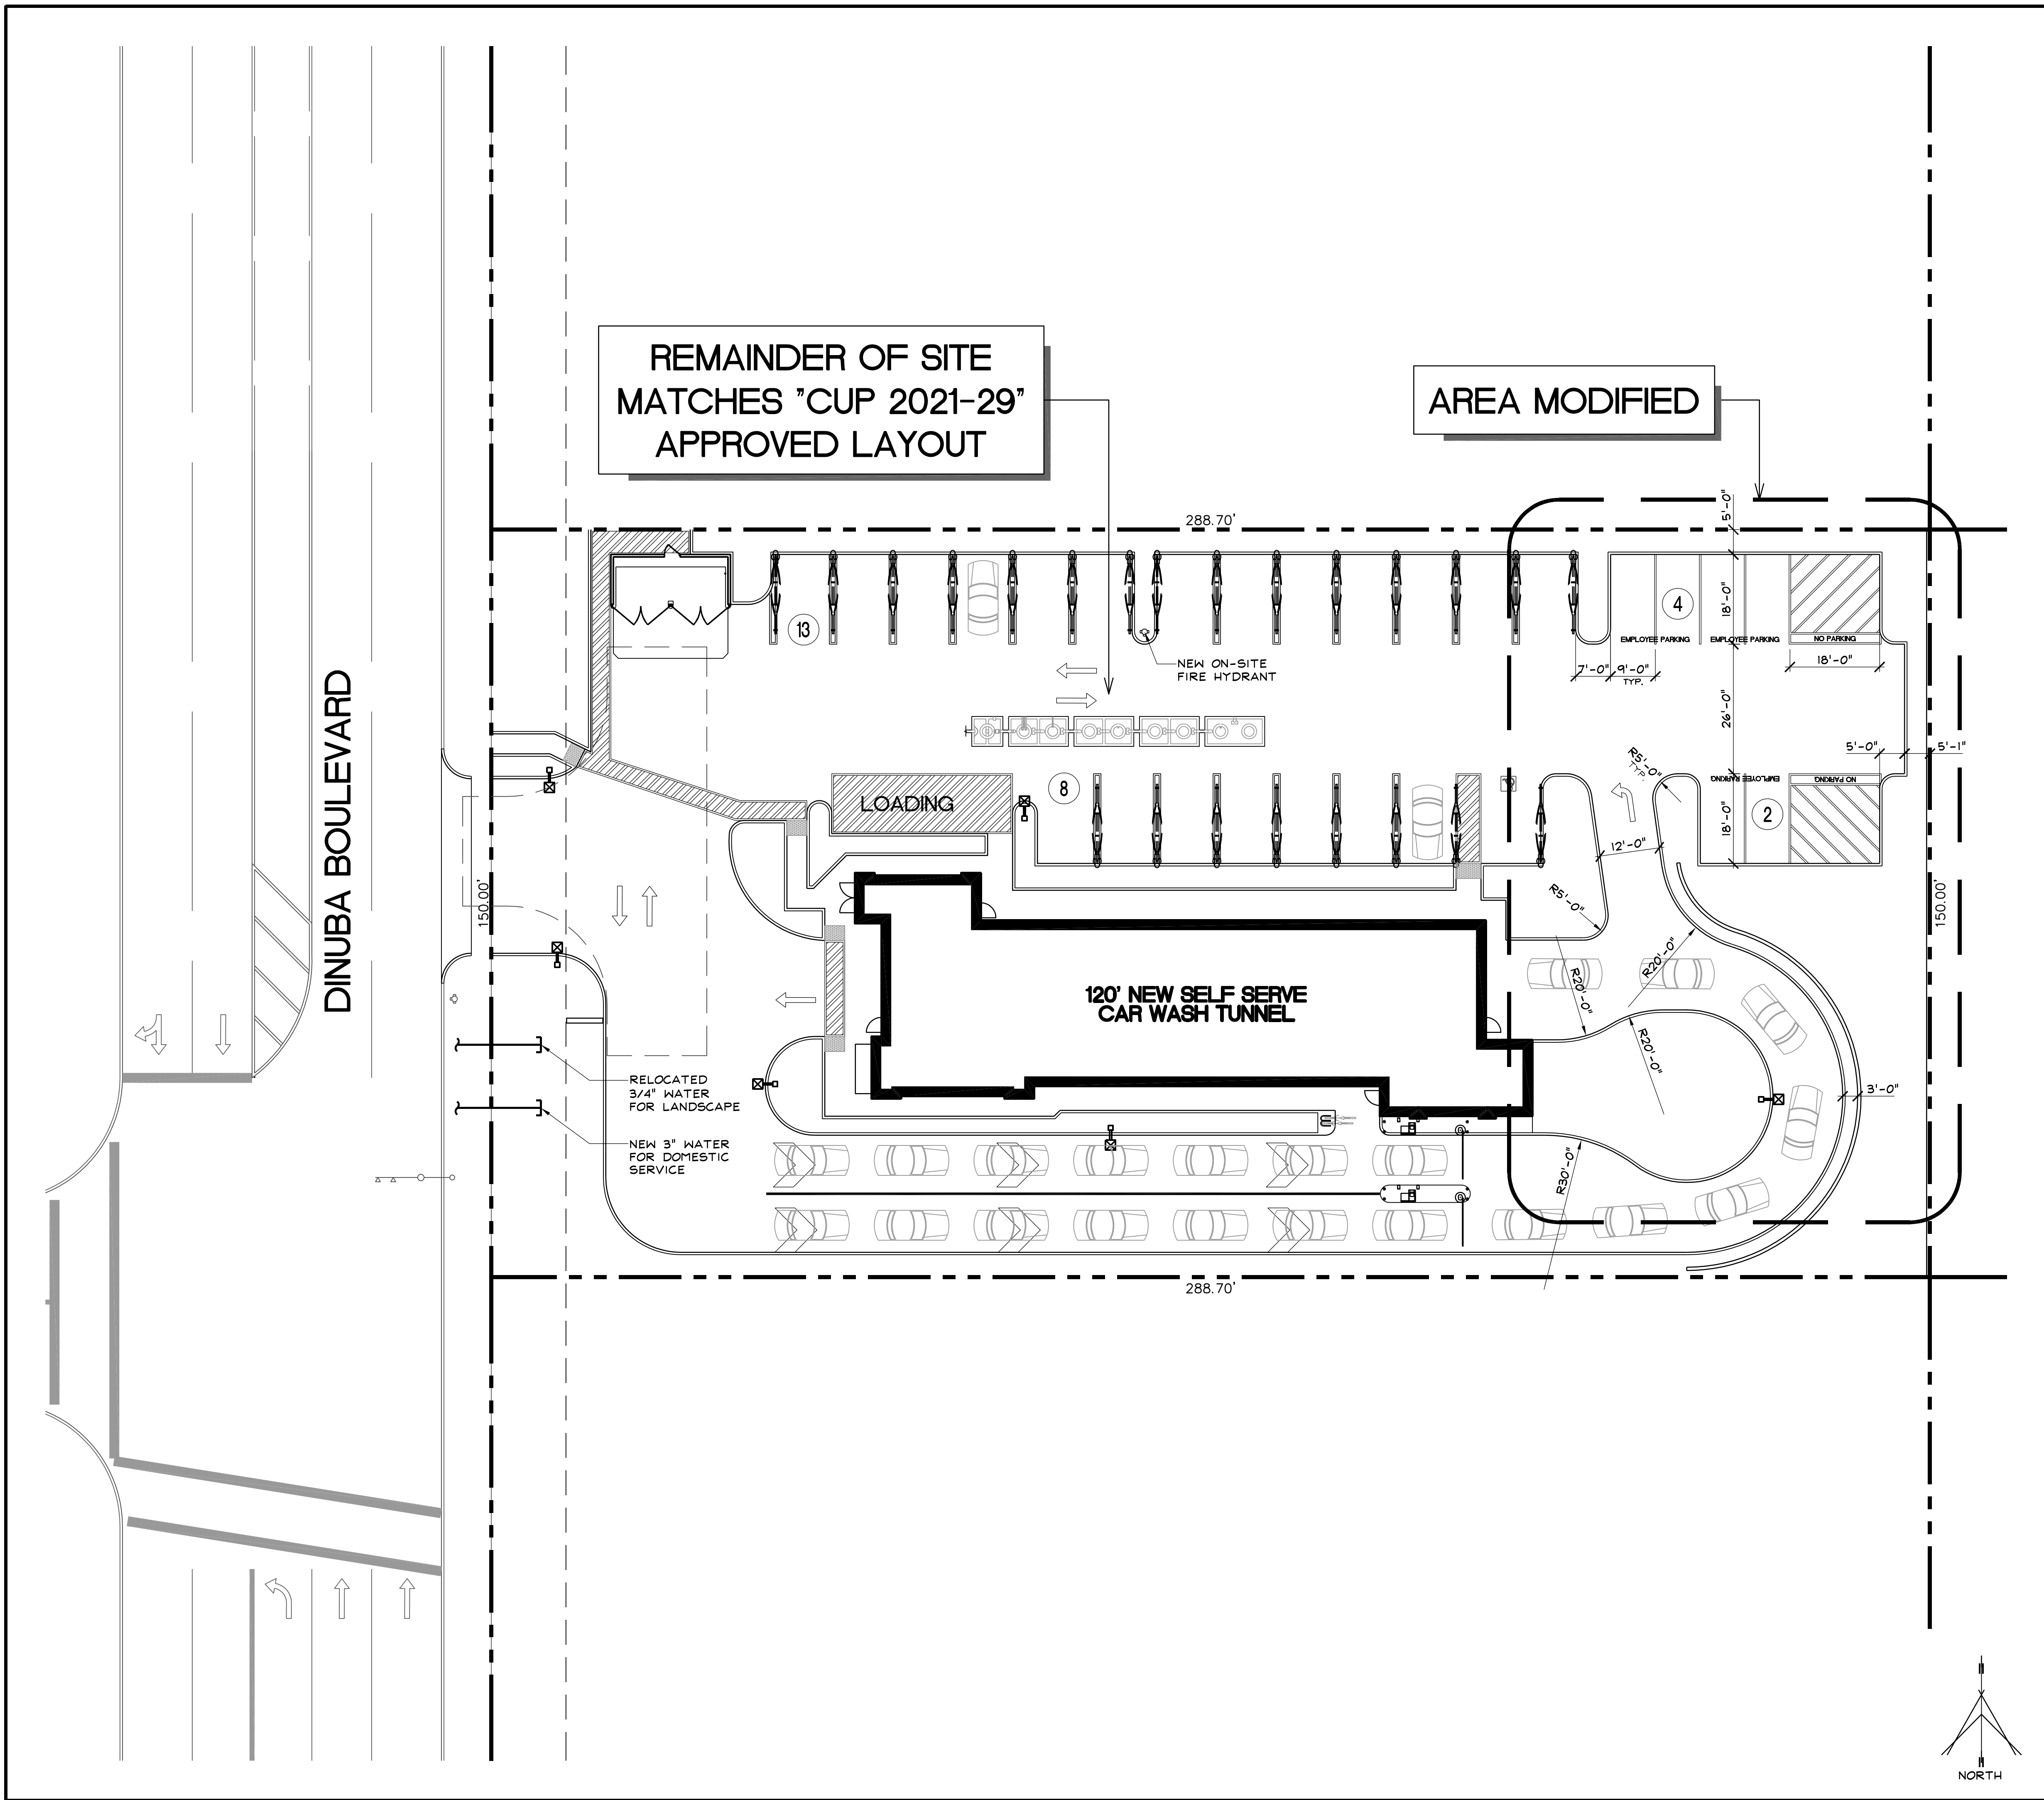 REMAINDER OF SITE
MATCHES "CUP 2021-29"
APPROVED LAYOUT
AREA MODIFIED
288.70'
5'-0"
13
4
18'-0"
EMPLOYEE PARKING
EMPLOYEE PARKING
NO PARKING
NEW ON-SITE
FIRE HYDRANT
7'-0"
9'-0"
TYP.
18'-0"
26'-0"
5'-0"
5'-1"
R5'-0"
TYP.
EMPLOYEE PARKING
NO PARKING
LOADING
8
2
18'-0"
12'-0"
DINUBA BOULEVARD
150.00'
R5'-0"
150.00'
R20'-0"
R20'-0"
120' NEW SELF SERVE
CAR WASH TUNNEL
R20'-0"
3'-0"
RELOCATED
3/4" WATER
FOR LANDSCAPE
NEW 3" WATER
FOR DOMESTIC
SERVICE
R30'-0"
288.70'
N
NORTH